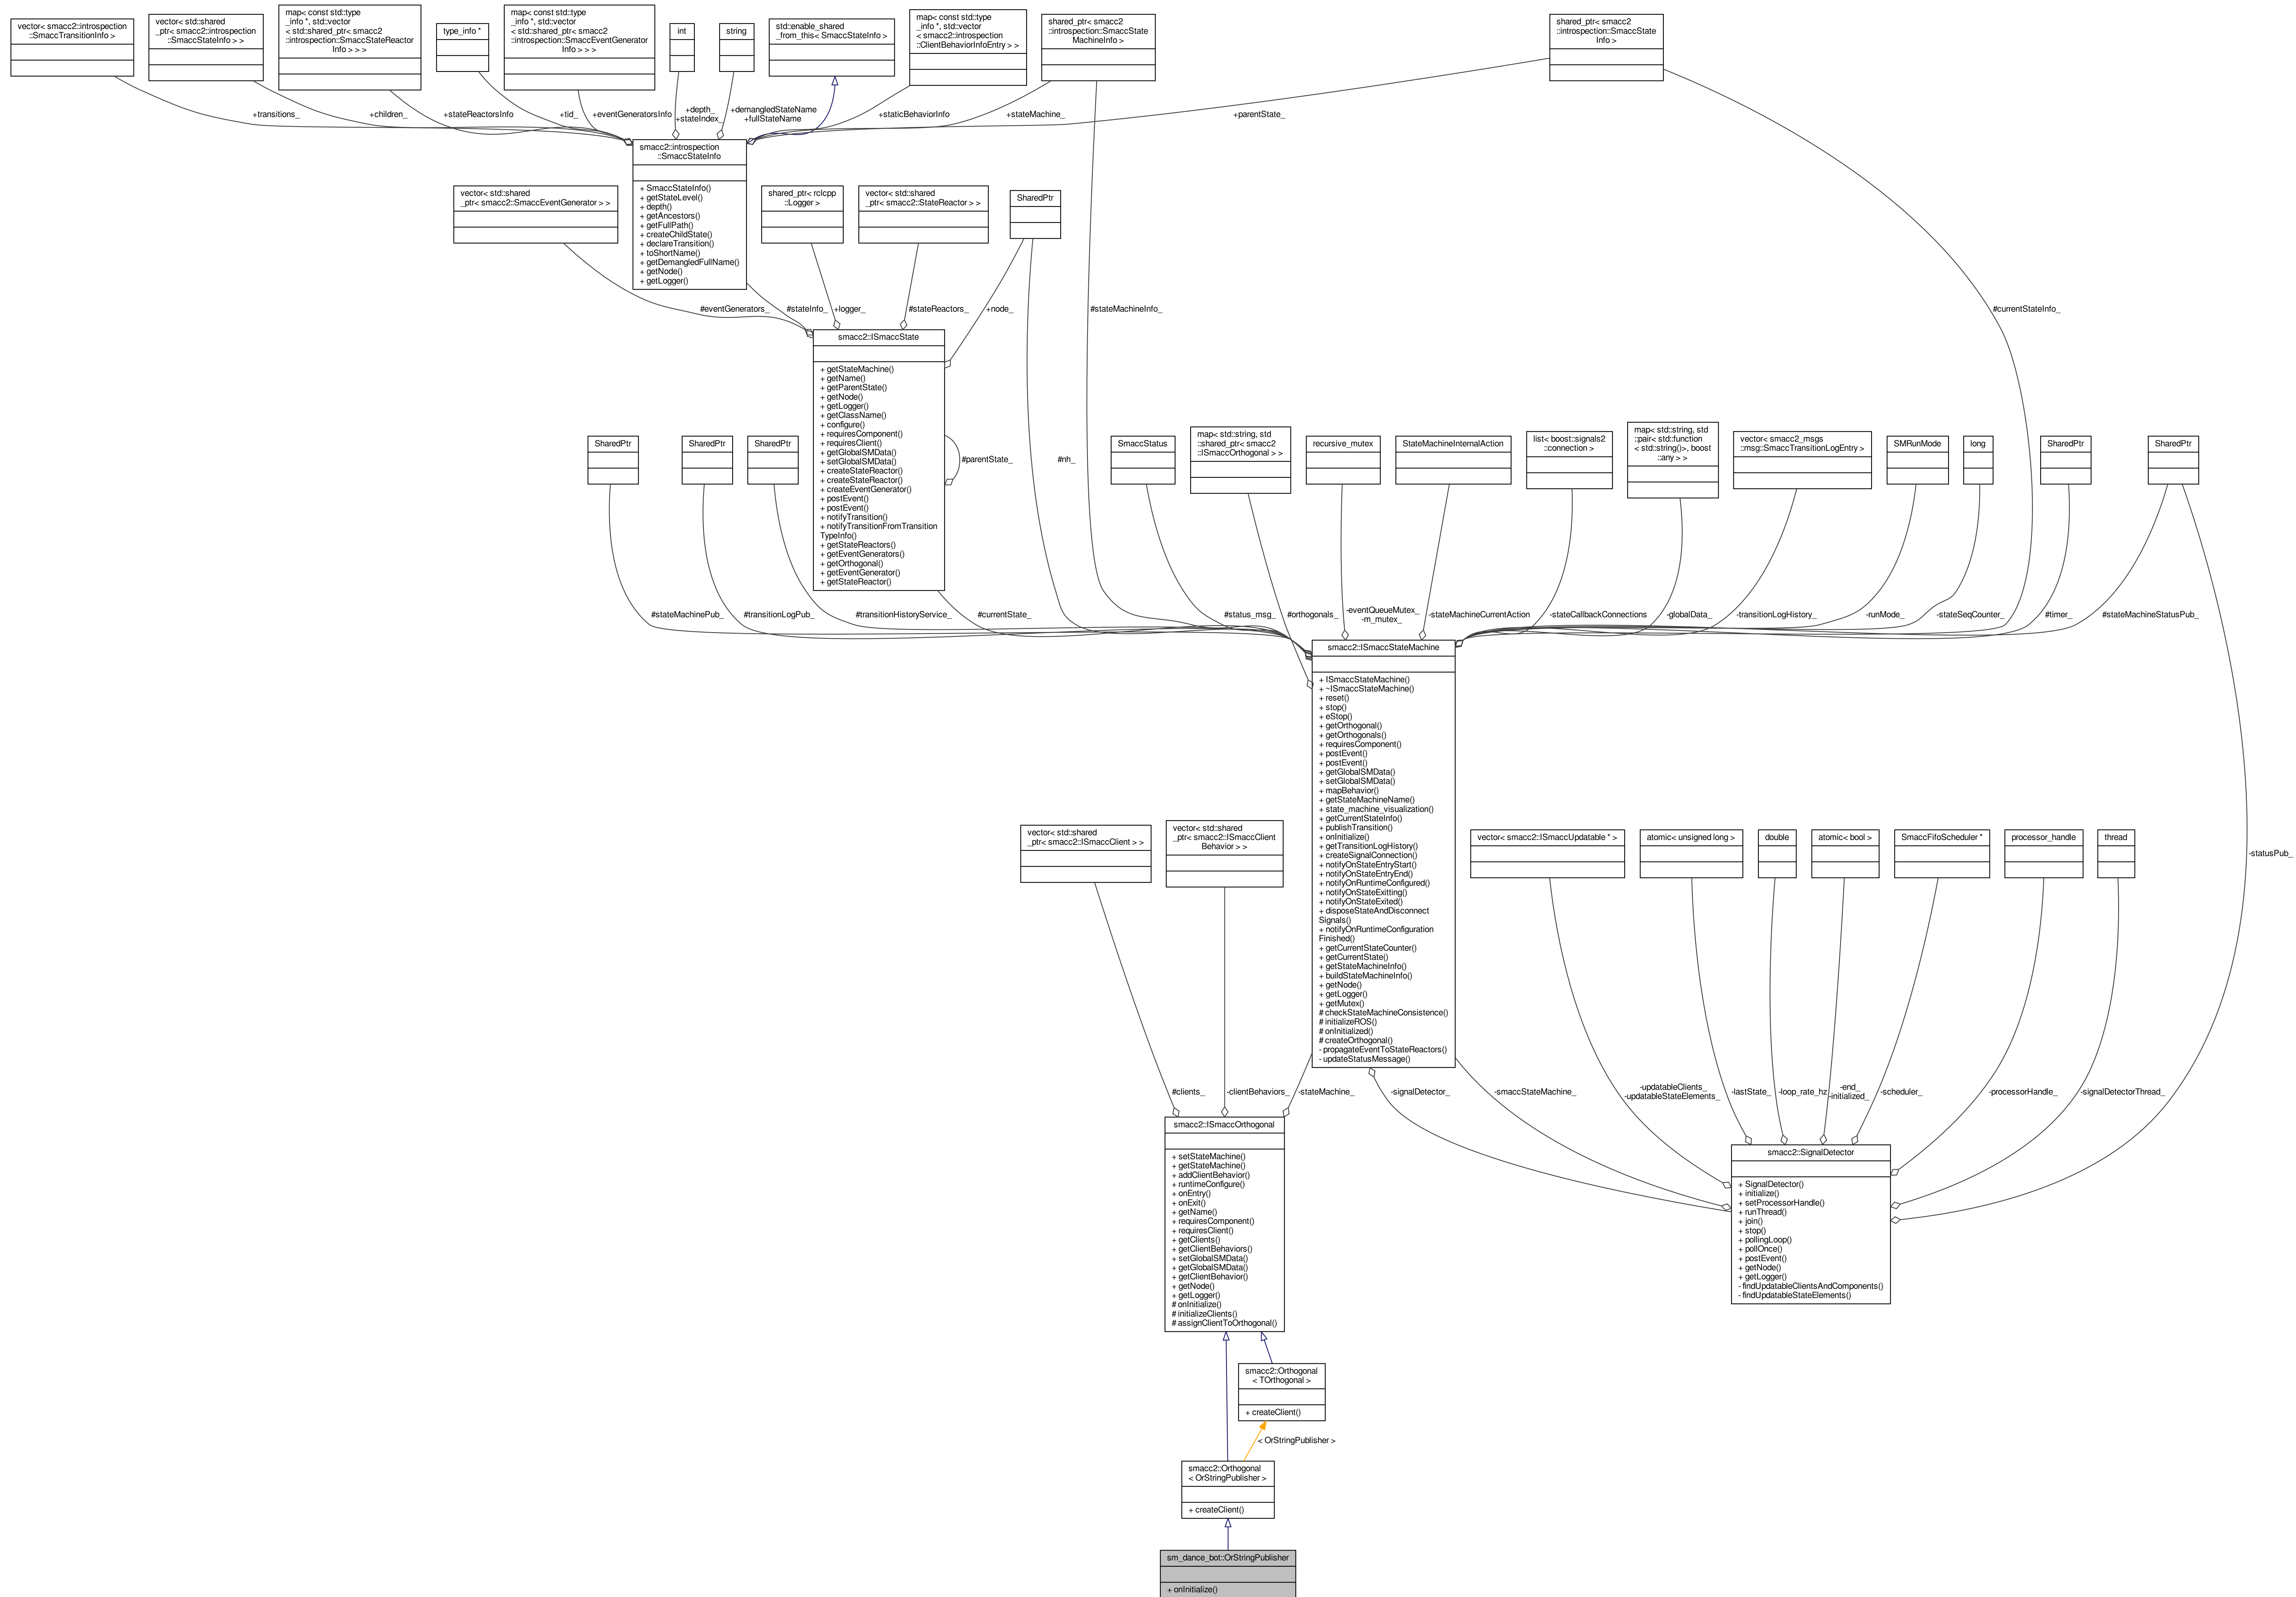 vector< smacc2::introspection
::SmaccTransitionInfo >
vector< std::shared
_ptr< smacc2::introspection
::SmaccStateInfo > >
map< const std::type
_info *, std::vector
< std::shared_ptr< smacc2
::introspection::SmaccStateReactor
Info > > >
type_info *
map< const std::type
_info *, std::vector
< std::shared_ptr< smacc2
::introspection::SmaccEventGenerator
Info > > >
int
string
std::enable_shared
_from_this< SmaccStateInfo >
map< const std::type
_info *, std::vector
< smacc2::introspection
::ClientBehaviorInfoEntry > >
shared_ptr< smacc2
::introspection::SmaccState
MachineInfo >
shared_ptr< smacc2
::introspection::SmaccState
Info >
+transitions_
+children_
+stateReactorsInfo
+tid_
+eventGeneratorsInfo
+depth_
+stateIndex_
+demangledStateName
+fullStateName
+staticBehaviorInfo
+stateMachine_
+parentState_
smacc2::introspection
::SmaccStateInfo
+ SmaccStateInfo()
+ getStateLevel()
+ depth()
+ getAncestors()
+ getFullPath()
+ createChildState()
+ declareTransition()
+ toShortName()
+ getDemangledFullName()
+ getNode()
+ getLogger()
vector< std::shared
_ptr< smacc2::SmaccEventGenerator > >
shared_ptr< rclcpp
::Logger >
vector< std::shared
_ptr< smacc2::StateReactor > >
SharedPtr
#eventGenerators_
#stateInfo_
+logger_
#stateReactors_
+node_
#stateMachineInfo_
#currentStateInfo_
smacc2::ISmaccState
+ getStateMachine()
+ getName()
+ getParentState()
+ getNode()
+ getLogger()
+ getClassName()
+ configure()
+ requiresComponent()
+ requiresClient()
+ getGlobalSMData()
+ setGlobalSMData()
+ createStateReactor()
+ createStateReactor()
+ createEventGenerator()
+ postEvent()
+ postEvent()
+ notifyTransition()
+ notifyTransitionFromTransition
TypeInfo()
+ getStateReactors()
+ getEventGenerators()
+ getOrthogonal()
+ getEventGenerator()
+ getStateReactor()
#parentState_
#nh_
SharedPtr
SharedPtr
SharedPtr
SmaccStatus
map< std::string, std
::shared_ptr< smacc2
::ISmaccOrthogonal > >
recursive_mutex
StateMachineInternalAction
list< boost::signals2
::connection >
map< std::string, std
::pair< std::function
< std::string()>, boost
::any > >
vector< smacc2_msgs
::msg::SmaccTransitionLogEntry >
SMRunMode
long
SharedPtr
SharedPtr
#stateMachinePub_
#transitionLogPub_
#transitionHistoryService_
#currentState_
#status_msg_
#orthogonals_
-eventQueueMutex_
-m_mutex_
-stateMachineCurrentAction
-stateCallbackConnections
-globalData_
-transitionLogHistory_
-runMode_
-stateSeqCounter_
#timer_
#stateMachineStatusPub_
smacc2::ISmaccStateMachine
+ ISmaccStateMachine()
+ ~ISmaccStateMachine()
+ reset()
+ stop()
+ eStop()
+ getOrthogonal()
+ getOrthogonals()
+ requiresComponent()
+ postEvent()
+ postEvent()
+ getGlobalSMData()
+ setGlobalSMData()
+ mapBehavior()
+ getStateMachineName()
+ state_machine_visualization()
+ getCurrentStateInfo()
+ publishTransition()
+ onInitialize()
+ getTransitionLogHistory()
+ createSignalConnection()
+ notifyOnStateEntryStart()
+ notifyOnStateEntryEnd()
+ notifyOnRuntimeConfigured()
+ notifyOnStateExitting()
+ notifyOnStateExited()
+ disposeStateAndDisconnect
Signals()
+ notifyOnRuntimeConfiguration
Finished()
+ getCurrentStateCounter()
+ getCurrentState()
+ getStateMachineInfo()
+ buildStateMachineInfo()
+ getNode()
+ getLogger()
+ getMutex()
# checkStateMachineConsistence()
# initializeROS()
# onInitialized()
# createOrthogonal()
- propagateEventToStateReactors()
- updateStatusMessage()
vector< std::shared
_ptr< smacc2::ISmaccClient > >
vector< std::shared
_ptr< smacc2::ISmaccClient
Behavior > >
vector< smacc2::ISmaccUpdatable * >
atomic< unsigned long >
double
atomic< bool >
SmaccFifoScheduler *
processor_handle
thread
-statusPub_
#clients_
-clientBehaviors_
-stateMachine_
-signalDetector_
-smaccStateMachine_
-updatableClients_
-updatableStateElements_
-lastState_
-loop_rate_hz
-end_
-initialized_
-scheduler_
-processorHandle_
-signalDetectorThread_
smacc2::ISmaccOrthogonal
+ setStateMachine()
+ getStateMachine()
+ addClientBehavior()
+ runtimeConfigure()
+ onEntry()
+ onExit()
+ getName()
+ requiresComponent()
+ requiresClient()
+ getClients()
+ getClientBehaviors()
+ setGlobalSMData()
+ getGlobalSMData()
+ getClientBehavior()
+ getNode()
+ getLogger()
# onInitialize()
# initializeClients()
# assignClientToOrthogonal()
smacc2::SignalDetector
+ SignalDetector()
+ initialize()
+ setProcessorHandle()
+ runThread()
+ join()
+ stop()
+ pollingLoop()
+ pollOnce()
+ postEvent()
+ getNode()
+ getLogger()
- findUpdatableClientsAndComponents()
- findUpdatableStateElements()
smacc2::Orthogonal
< TOrthogonal >
+ createClient()
< OrStringPublisher >
smacc2::Orthogonal
< OrStringPublisher >
+ createClient()
sm_dance_bot::OrStringPublisher
+ onInitialize()